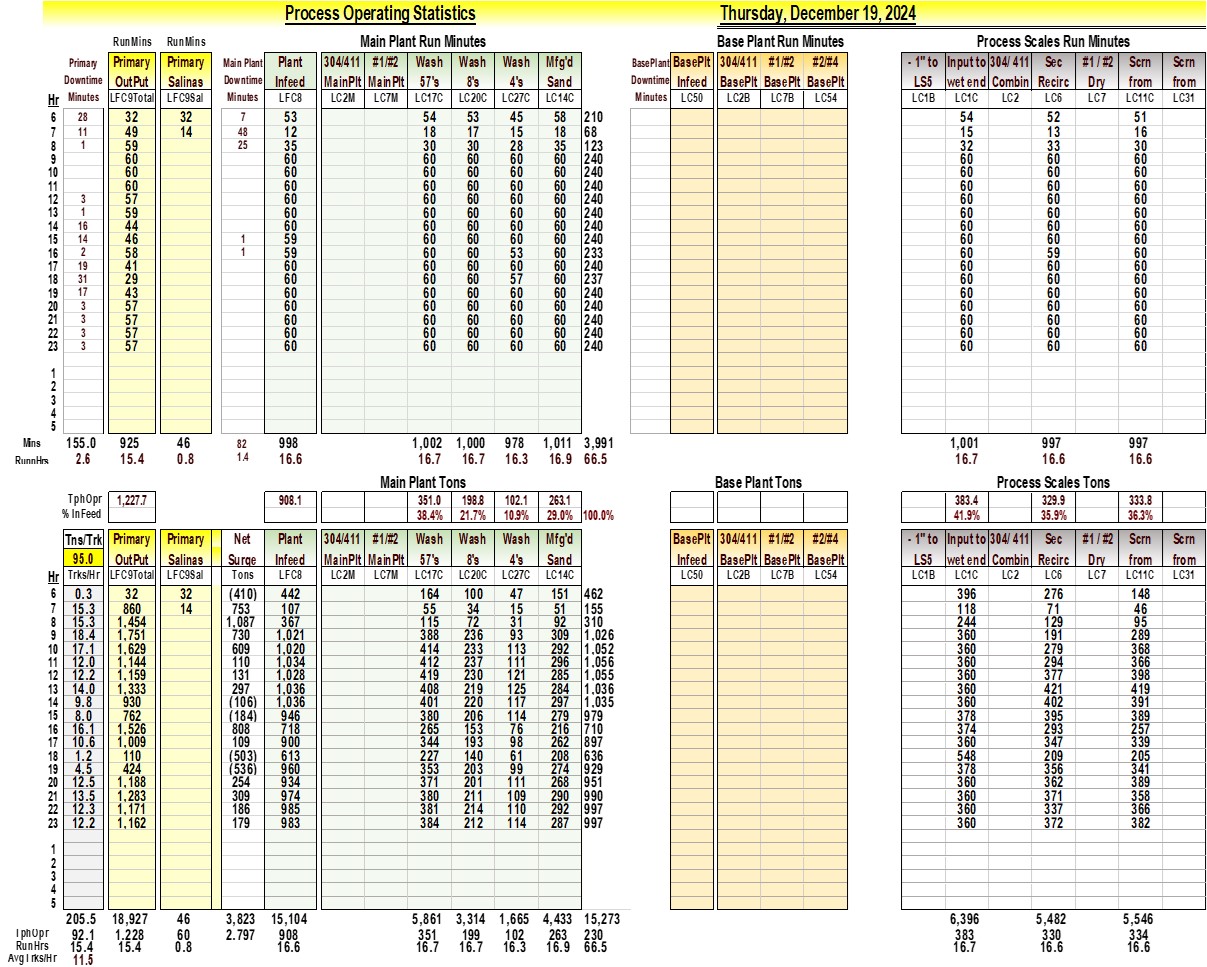 Process Operating Statistics Thursday, December 19, 2024
RunMins RunMins Main Plant Run Minutes Base Plant Run Minutes Process Scales Run Minutes
Primary Primary Primary Main Plant Plant 304/411 #1/#2 Wash Wash Wash Mfg'd BasePlant BasePlt 304/411 #1/#2 #2/#4 - 1" to Input to 304/ 411 Sec #1 / #2 Scrn Scrn
Downtime OutPut Salinas Downtime Infeed MainPlt MainPlt 57's 8's 4's Sand Downtime Infeed BasePlt BasePlt BasePlt LS5 wet end Combin Recirc Dry from from
Hr Minutes LFC9Total LFC9Sal Minutes LFC8 LC2M LC7M LC17C LC20C LC27C LC14C Minutes LC50 LC2B LC7B LC54 LC1B LC1C LC2 LC6 LC7 LC11C LC31
6 28 32 32 7 53 54 53 45 58 210 54 52 51
7 11 49 14 48 12 18 17 15 18 68 15 13 16
8 1 59 25 35 30 30 28 35 123 32 33 30
9 60 60 60 60 60 60 240 60 60 60
10 60 60 60 60 60 60 240 60 60 60
11 60 60 60 60 60 60 240 60 60 60
12 3 57 60 60 60 60 60 240 60 60 60
13 1 59 60 60 60 60 60 240 60 60 60
14 16 44 60 60 60 60 60 240 60 60 60
15 14 46 1 59 60 60 60 60 240 60 60 60
16 2 58 1 59 60 60 53 60 233 60 59 60
17 19 41 60 60 60 60 60 240 60 60 60
18 31 29 60 60 60 57 60 237 60 60 60
19 17 43 60 60 60 60 60 240 60 60 60
20 3 57 60 60 60 60 60 240 60 60 60
21 3 57 60 60 60 60 60 240 60 60 60
22 3 57 60 60 60 60 60 240 60 60 60
23 3 57 60 60 60 60 60 240 60 60 60
1
2
3
4
5
Mins 155.0 925 46 82 998 1,002 1,000 978 1,011 3,991 1,001 997 997
RunnHrs 2.6 15.4 0.8 1.4 16.6 16.7 16.7 16.3 16.9 66.5 16.7 16.6 16.6
Main Plant Tons Base Plant Tons Process Scales Tons
TphOpr 1,227.7 908.1 351.0 198.8 102.1 263.1 383.4 329.9 333.8
% InFeed 38.4% 21.7% 10.9% 29.0% 100.0% 41.9% 35.9% 36.3%
Tns/Trk Primary Primary Net Plant 304/411 #1/#2 Wash Wash Wash Mfg'd BasePlt 304/411 #1/#2 #2/#4 - 1" to Input to 304/ 411 Sec #1 / #2 Scrn Scrn
95.0 OutPut Salinas Surge Infeed MainPlt MainPlt 57's 8's 4's Sand Infeed BasePlt BasePlt BasePlt LS5 wet end Combin Recirc Dry from from
Hr Trks/Hr LFC9Total LFC9Sal Tons LFC8 LC2M LC7M LC17C LC20C LC27C LC14C LC50 LC2B LC7B LC54 LC1B LC1C LC2 LC6 LC7 LC11C LC31
6 0.3 32 32 (410) 442 164 100 47 151 462 396 276 148
7 15.3 860 14 753 107 55 34 15 51 155 118 71 46
8 15.3 1,454 1,087 367 115 72 31 92 310 244 129 95
9 18.4 1,751 730 1,021 388 236 93 309 1,026 360 191 289
10 17.1 1,629 609 1,020 414 233 113 292 1,052 360 279 368
11 12.0 1,144 110 1,034 412 237 111 296 1,056 360 294 366
12 12.2 1,159 131 1,028 419 230 121 285 1,055 360 377 398
13 14.0 1,333 297 1,036 408 219 125 284 1,036 360 421 419
14 9.8 930 (106) 1,036 401 220 117 297 1,035 360 402 391
15 8.0 762 (184) 946 380 206 114 279 979 378 395 389
16 16.1 1,526 808 718 265 153 76 216 710 374 293 257
17 10.6 1,009 109 900 344 193 98 262 897 360 347 339
18 1.2 110 (503) 613 227 140 61 208 636 548 209 205
19 4.5 424 (536) 960 353 203 99 274 929 378 356 341
20 12.5 1,188 254 934 371 201 111 268 951 360 362 389
21 13.5 1,283 309 974 380 211 109 290 990 360 371 358
22 12.3 1,171 186 985 381 214 110 292 997 360 337 366
23 12.2 1,162 179 983 384 212 114 287 997 360 372 382
1
2
3
4
5
205.5 18,927 46 3,823 15,104 5,861 3,314 1,665 4,433 15,273 6,396 5,482 5,546
TphOpr 92.1 1.228 60 2.797 908 351 199 102 263 230 383 330 334
RunHrs 15.4 15.4 0.8 16.6 16.7 16.7 16.3 16.9 66.5 16.7 16.6 16.6
AvgTrks/Hr 11.5